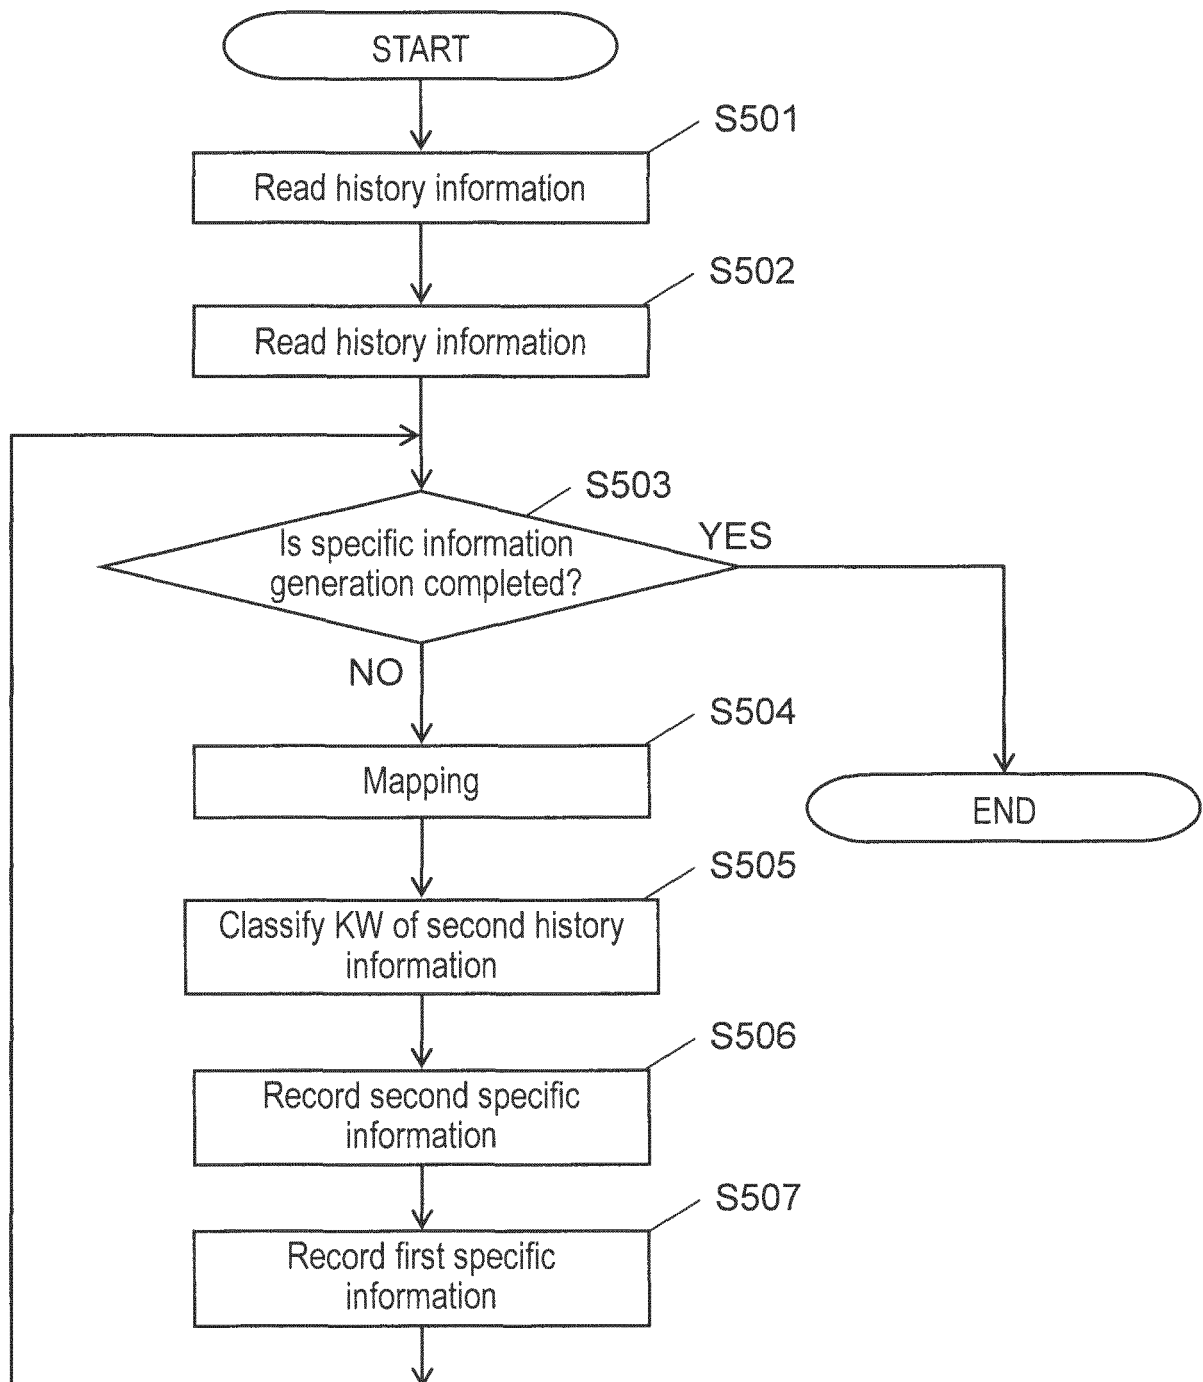 START
S501
Read history information
S502
Read history information
S503
Is specific information
generation completed?
YES
NO
S504
Mapping
END
S505
Classify KW of second history
information
S506
Record second specific
information
S507
Record first specific
information